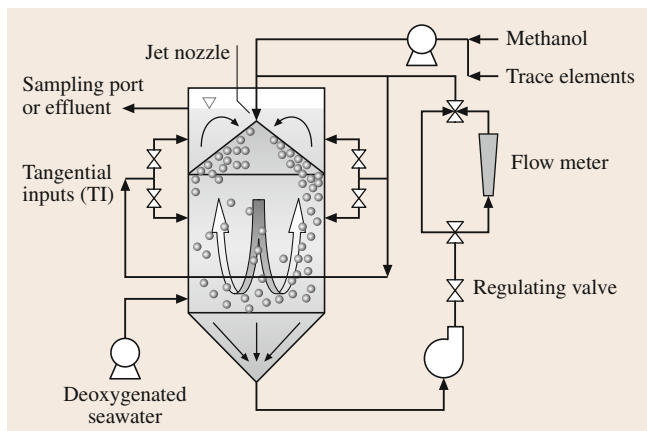 Jet nozzle
Methanol
Trace elements
Sampling port
or effluent
Tangential
inputs (TI)
Flow meter
Regulating valve
Deoxygenated
seawater